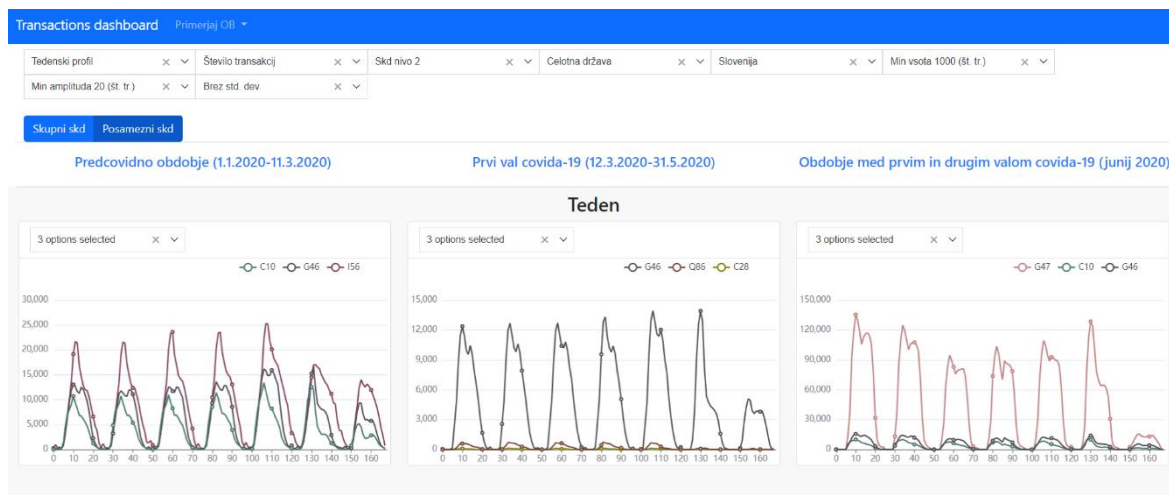 Transactions dashboard Primerjaj OB
Tedenski profil Število transakcij Skd nivo 2 Celotna država Slovenija Min vsota 1000 (št. tr.)
Min amplituda 20 (št. tr.) Brez std. dev.
Skupni skd Posamezni skd
Predcovidno obdobje (1.1.2020-11.3.2020) Prvi val covida-19 (12.3.2020-31.5.2020) Obdobje med prvim in drugim valom covida-19 (junij 2020)
Teden
3 options selected
C10 G46 I56
30,000
25,000
20,000
15,000
10,000
5,000
0
0 10 20 30 40 50 60 70 80 90 100 110 120 130 140 150 160
3 options selected
G46 Q86 C28
15,000
12,000
9,000
6,000
3,000
0
0 10 20 30 40 50 60 70 80 90 100 110 120 130 140 150 160
3 options selected
G47 C10 G46
150,000
120,000
90,000
60,000
30,000
0
0 10 20 30 40 50 60 70 80 90 100 110 120 130 140 150 160